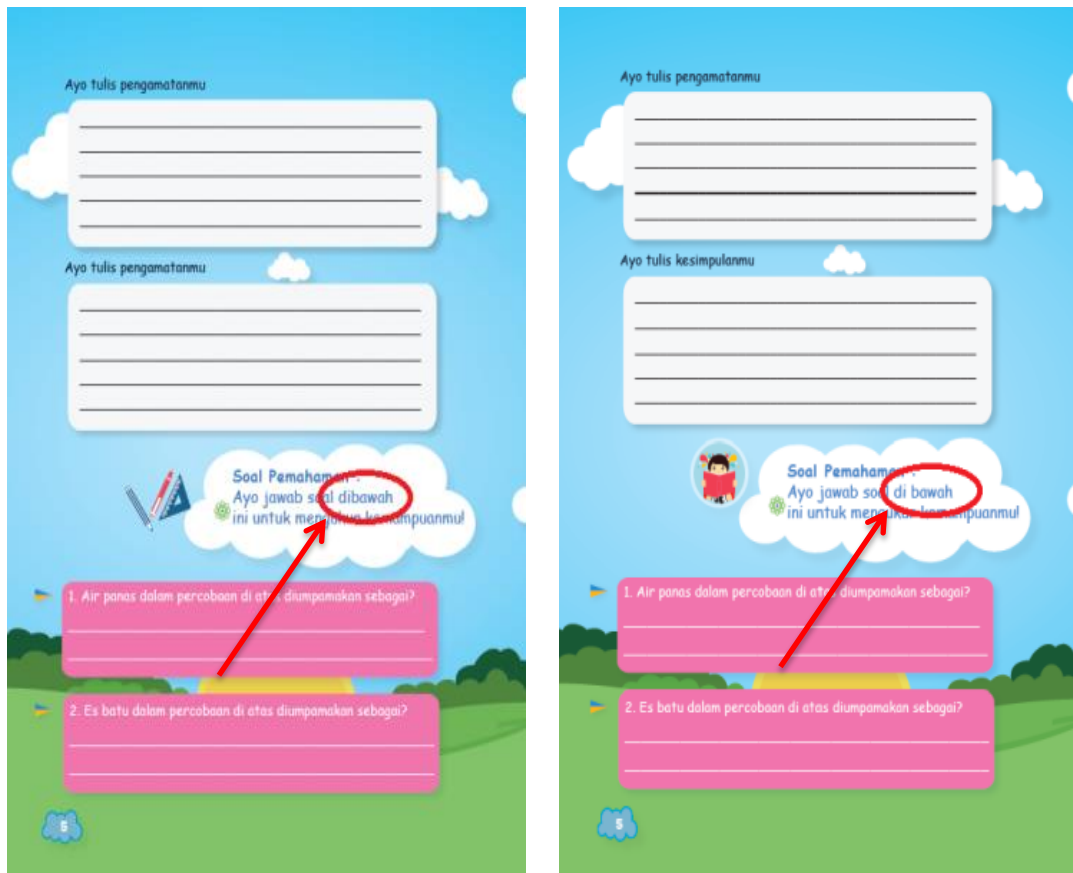 Ayo tulis pengamatanmu
Ayo tulis pengamatanmu
Soal Pemahaman :
Ayo jawab soal dibawah
ini untuk kemampuanmu!
1. Air panas dalam percobaan di atas diumpamakan sebagai?
2. Es batu dalam percobaan di atas diumpamakan sebagai?
5
Ayo tulis pengamatanmu
Ayo tulis kesimpulanmu
Soal Pemahaman :
Ayo jawab soal di bawah
ini untuk mengukur kemampuanmu!
1. Air panas dalam percobaan di atas diumpamakan sebagai?
2. Es batu dalam percobaan di atas diumpamakan sebagai?
5